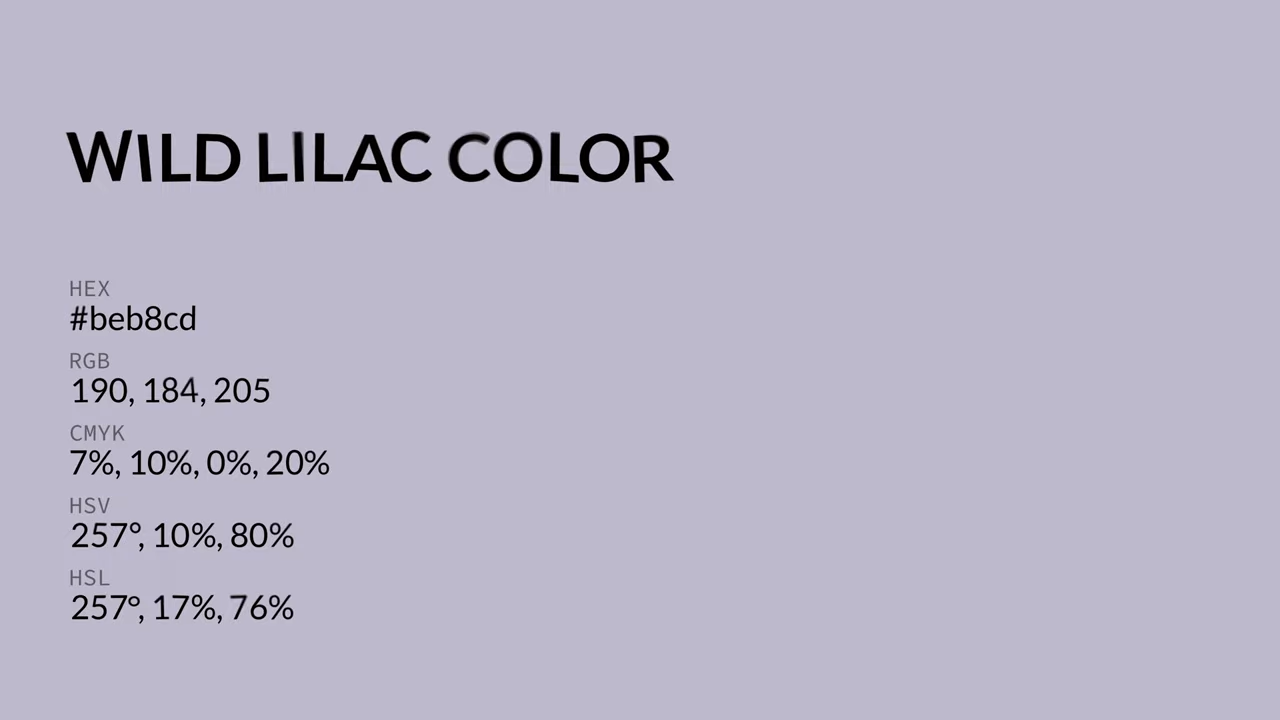 WILD LILAC COLOR
HEX
#beb8cd
RGB
190, 184, 205
CMYK
7%, 10%, 0%, 20%
HSV
257°, 10%, 80%
HSL
257°, 17%, 76%